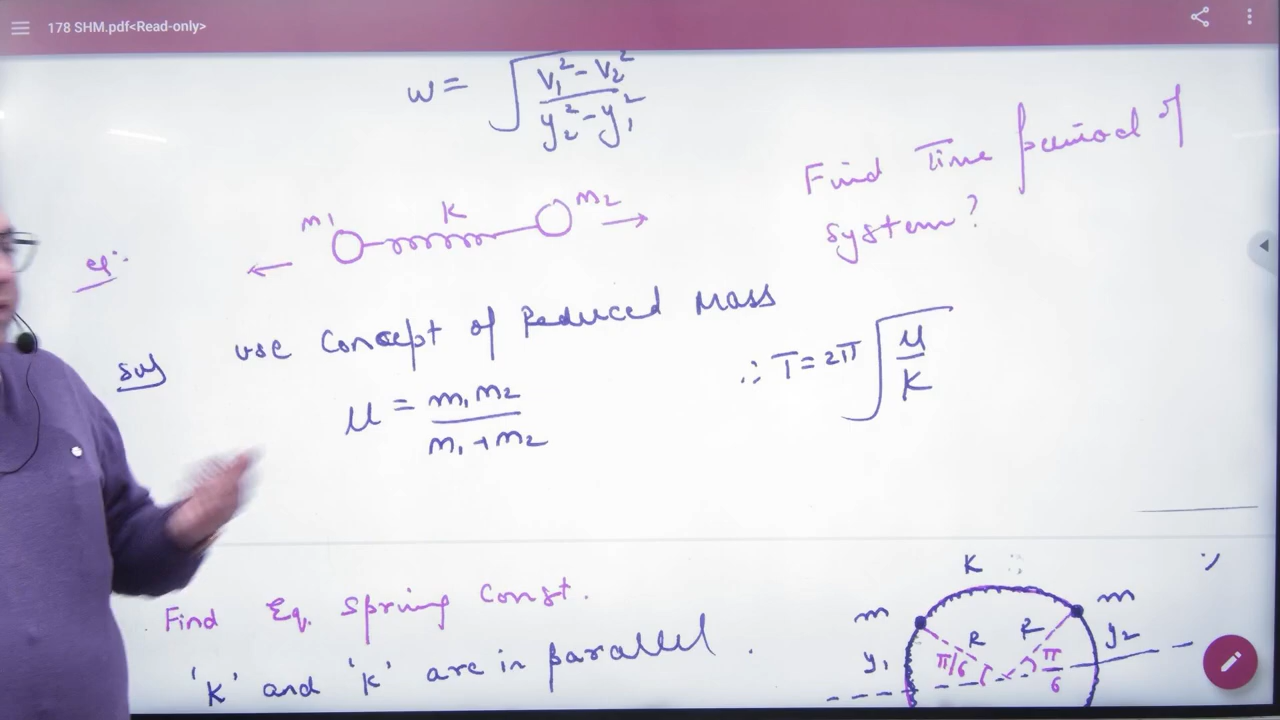 178 SHM.pdf<Read-only>
w = √((v₁² - v₂²)/(y₂² - y₁²))
Find Time period of
system?
m1 K m2
eg:
use Concept of Reduced Mass
sol
μ = m₁m₂/(m₁+m₂)
∴ T = 2π√(μ/K)
K
m m
Find Eq. Spring Const.
R R
y₁ π/6 π/6 y₂
'K' and 'K' are in parallel.